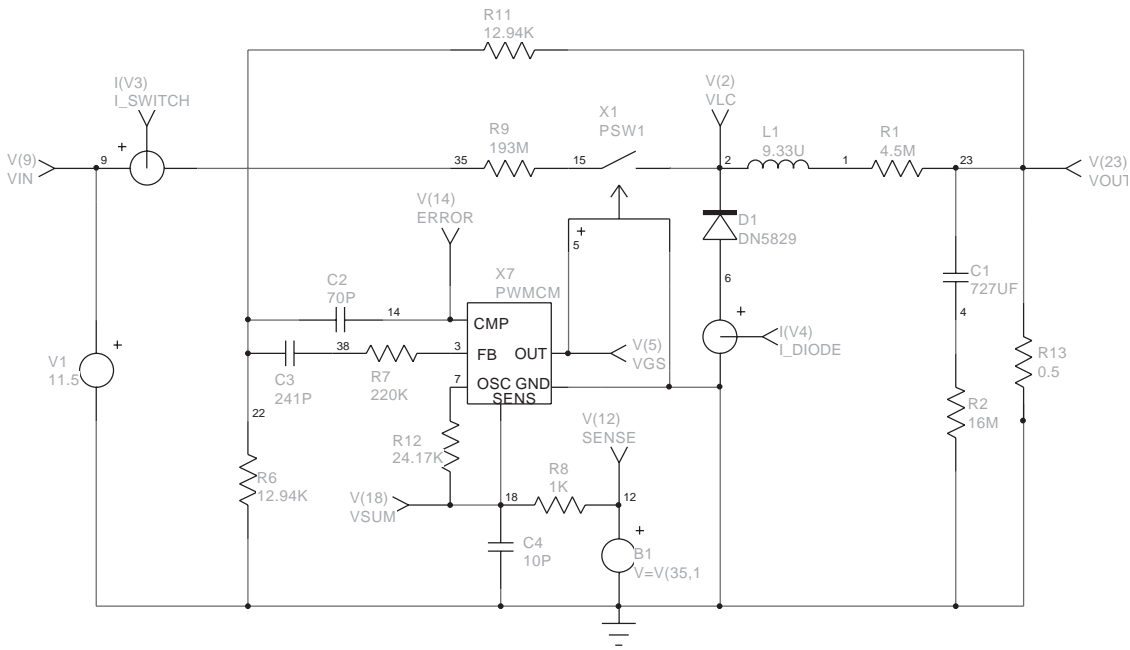 R11
12.94K
I(V3)
I_SWITCH
V(9)
VIN
9
+
35
R9
193M
15
X1
PSW1
V(2)
VLC
2
L1
9.33U
1
R1
4.5M
23
V(23)
VOUT
V(14)
ERROR
+
5
D1
DN5829
6
C1
727UF
4
C2
70P
14
X7
PWMCM
CMP
FB
OUT
OSC
GND
SENS
3
38
C3
241P
R7
220K
7
V(5)
VGS
+
I(V4)
I_DIODE
V1
11.5
+
R13
0.5
R2
16M
22
R6
12.94K
R12
24.17K
V(18)
VSUM
18
R8
1K
V(12)
SENSE
12
C4
10P
+
B1
V=V(35,1